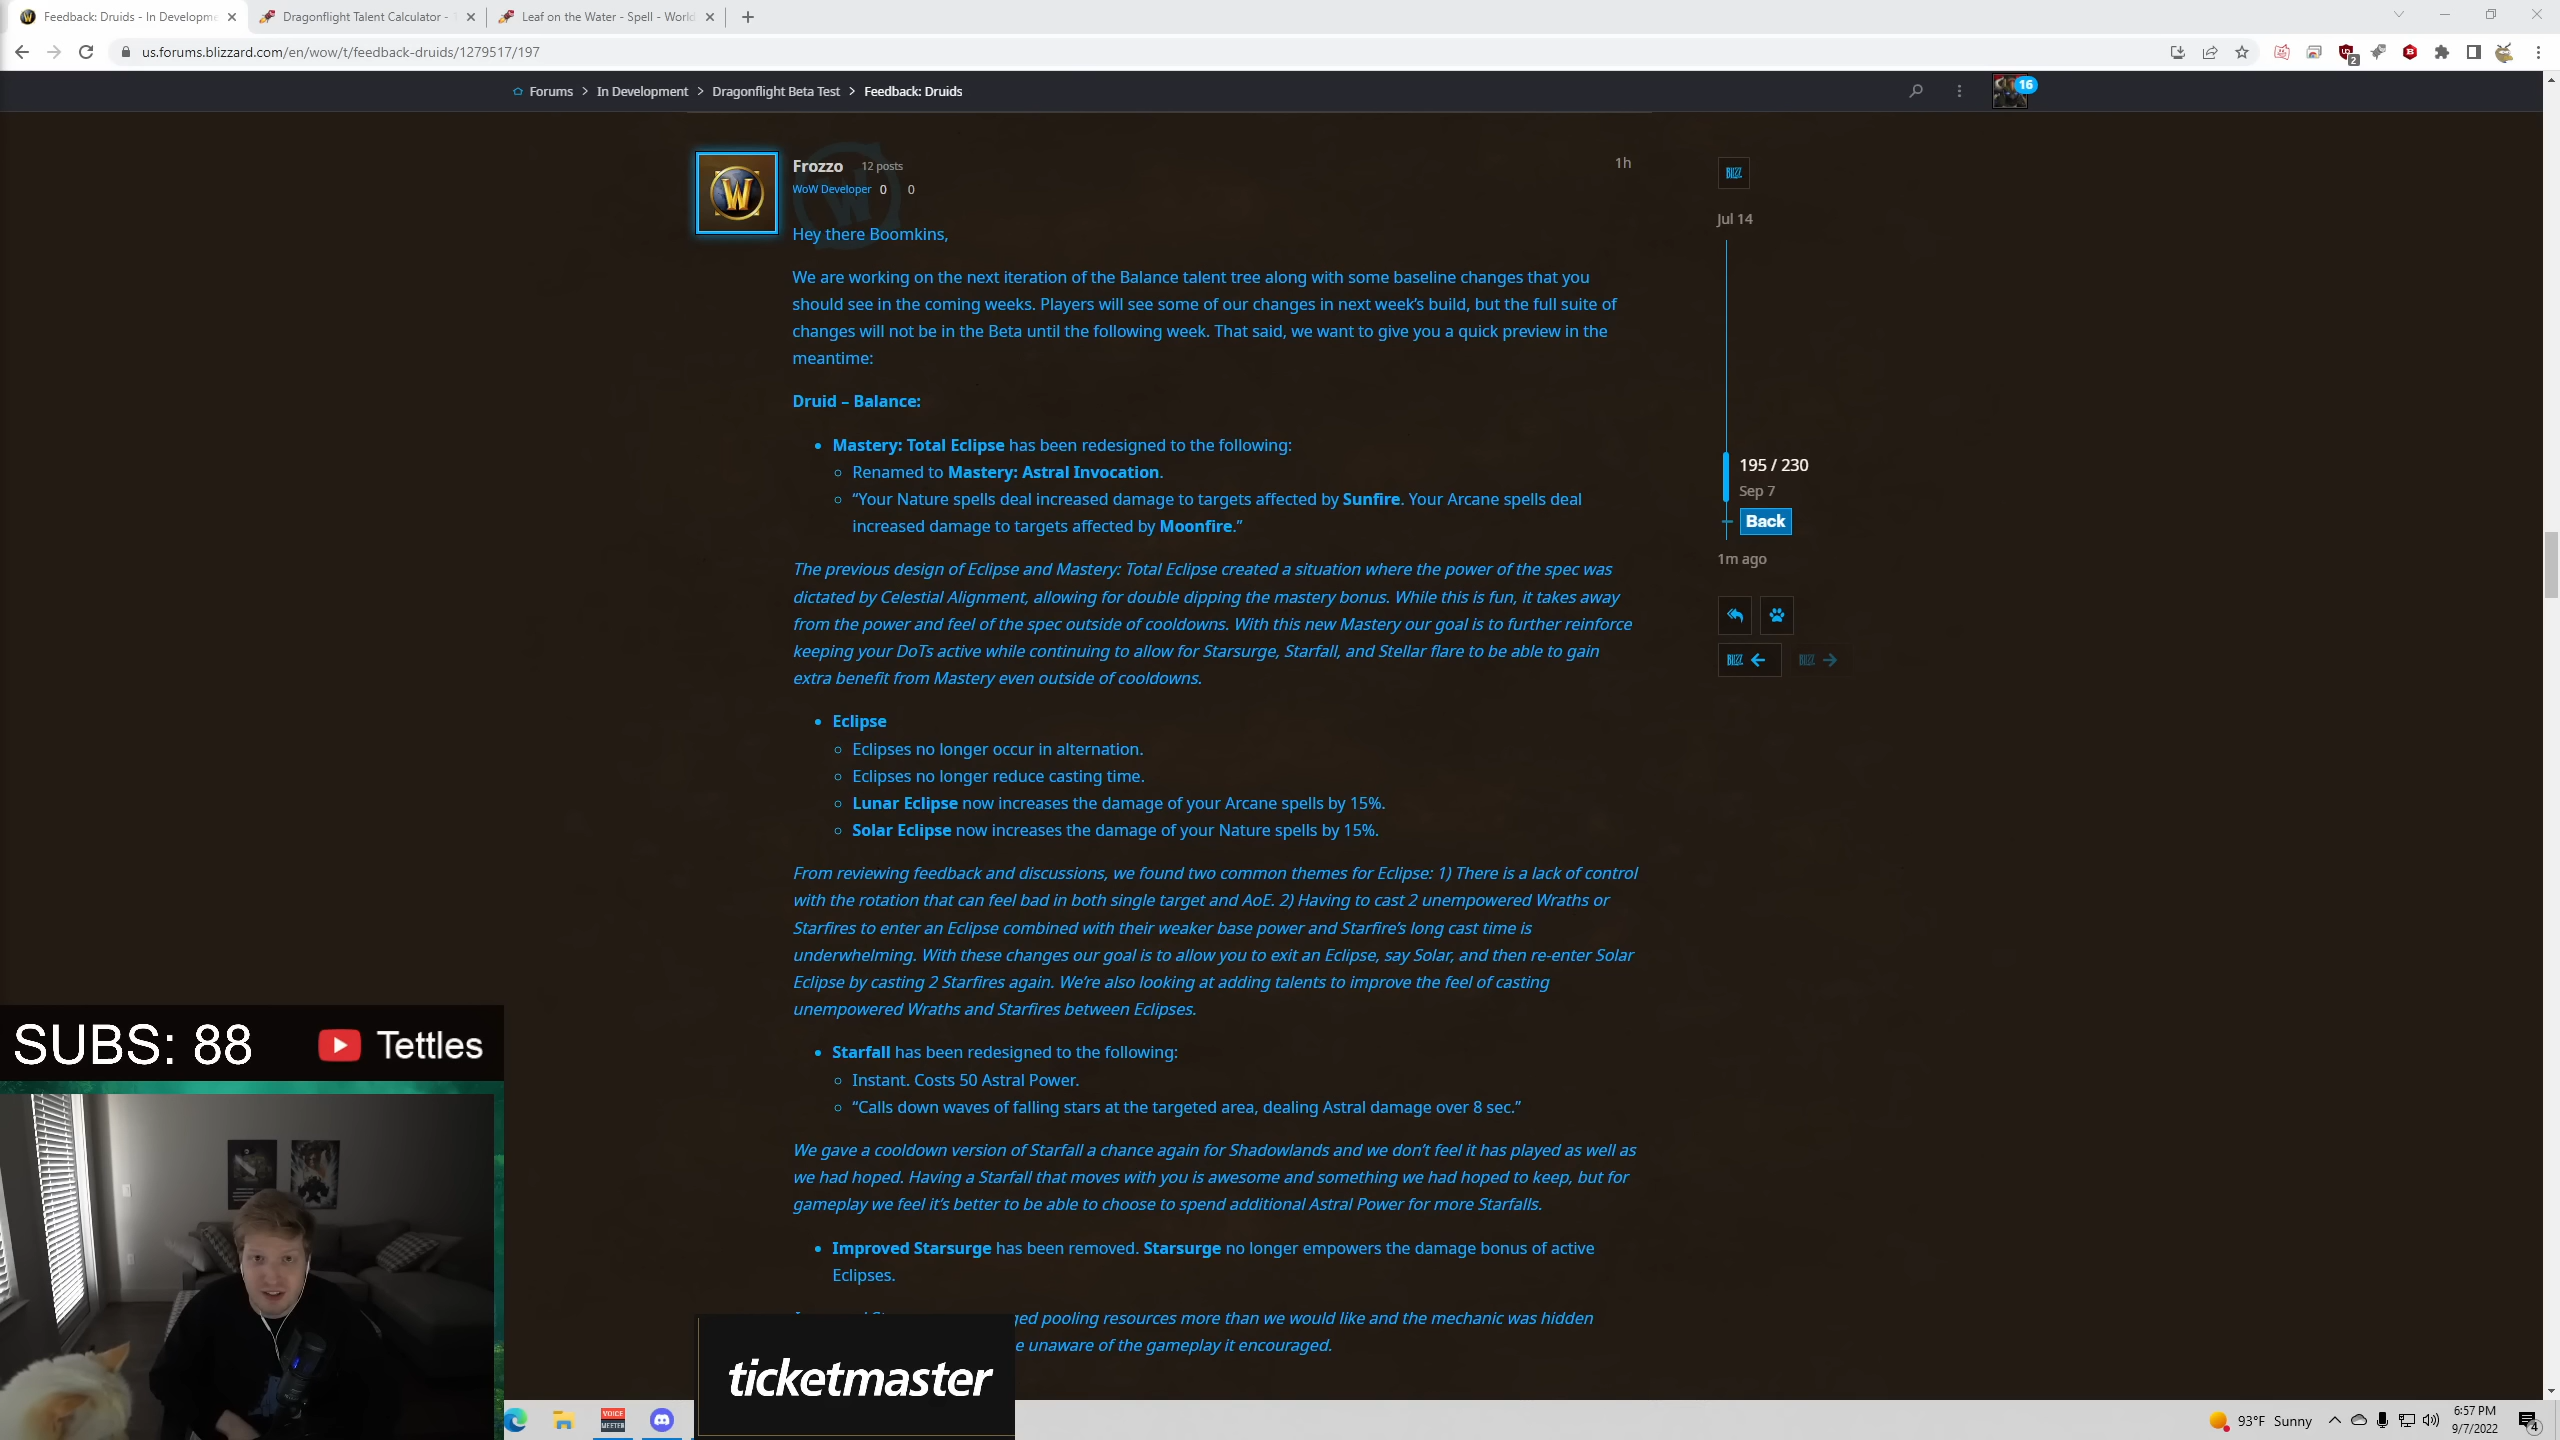 Feedback: Druids - In Developme
Dragonflight Talent Calculator -
Leaf on the Water - Spell - World
us.forums.blizzard.com/en/wow/t/feedback-druids/1279517/197
2
Forums > In Development > Dragonflight Beta Test > Feedback: Druids
16
Frozzo 12 posts
1h
WoW Developer 0 0
Hey there Boomkins,
We are working on the next iteration of the Balance talent tree along with some baseline changes that you
should see in the coming weeks. Players will see some of our changes in next week's build, but the full suite of
changes will not be in the Beta until the following week. That said, we want to give you a quick preview in the
meantime:
Druid – Balance:
• Mastery: Total Eclipse has been redesigned to the following:
○ Renamed to Mastery: Astral Invocation.
○ “Your Nature spells deal increased damage to targets affected by Sunfire. Your Arcane spells deal
increased damage to targets affected by Moonfire.”
The previous design of Eclipse and Mastery: Total Eclipse created a situation where the power of the spec was
dictated by Celestial Alignment, allowing for double dipping the mastery bonus. While this is fun, it takes away
from the power and feel of the spec outside of cooldowns. With this new Mastery our goal is to further reinforce
keeping your DoTs active while continuing to allow for Starsurge, Starfall, and Stellar flare to be able to gain
extra benefit from Mastery even outside of cooldowns.
• Eclipse
○ Eclipses no longer occur in alternation.
○ Eclipses no longer reduce casting time.
○ Lunar Eclipse now increases the damage of your Arcane spells by 15%.
○ Solar Eclipse now increases the damage of your Nature spells by 15%.
From reviewing feedback and discussions, we found two common themes for Eclipse: 1) There is a lack of control
with the rotation that can feel bad in both single target and AoE. 2) Having to cast 2 unempowered Wraths or
Starfires to enter an Eclipse combined with their weaker base power and Starfire's long cast time is
underwhelming. With these changes our goal is to allow you to exit an Eclipse, say Solar, and then re-enter Solar
Eclipse by casting 2 Starfires again. We're also looking at adding talents to improve the feel of casting
unempowered Wraths and Starfires between Eclipses.
• Starfall has been redesigned to the following:
○ Instant. Costs 50 Astral Power.
○ “Calls down waves of falling stars at the targeted area, dealing Astral damage over 8 sec.”
We gave a cooldown version of Starfall a chance again for Shadowlands and we don't feel it has played as well as
we had hoped. Having a Starfall that moves with you is awesome and something we had hoped to keep, but for
gameplay we feel it's better to be able to choose to spend additional Astral Power for more Starfalls.
• Improved Starsurge has been removed. Starsurge no longer empowers the damage bonus of active
Eclipses.
ged pooling resources more than we would like and the mechanic was hidden
e unaware of the gameplay it encouraged.
BLIZZ
Jul 14
195 / 230
Sep 7
Back
1m ago
BLIZZ
BLIZZ
SUBS: 88
Tettles
ticketmaster
VOICE
MEETER
93°F Sunny
6:57 PM
9/7/2022
4